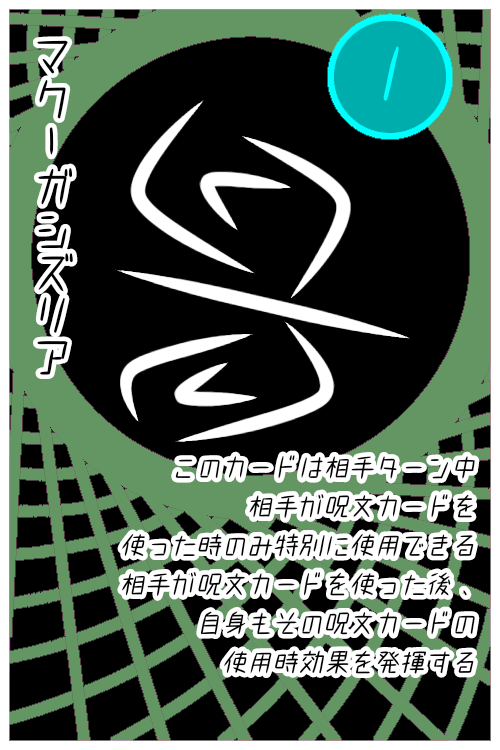 マクーガシズリア
1
このカードは相手ターン中
相手が呪文カードを
使った時のみ特別に使用できる
相手が呪文カードを使った後、
自身もその呪文カードの
使用時効果を発揮する